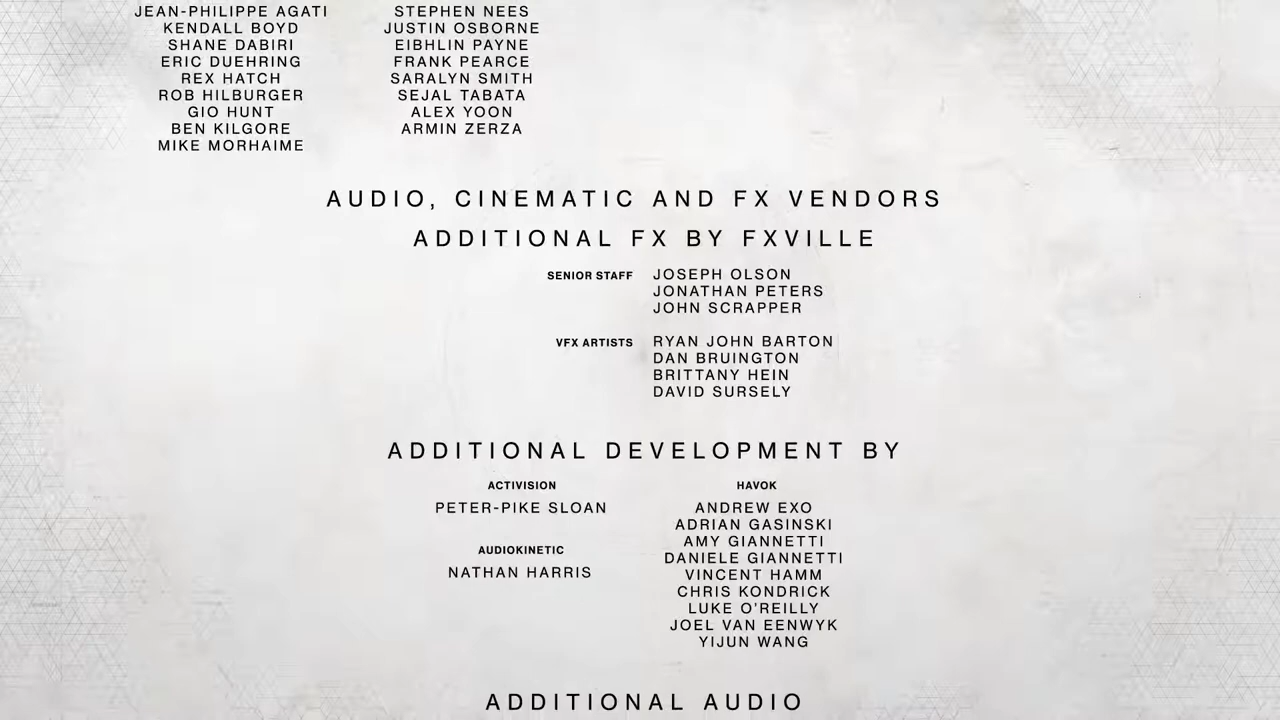 JEAN-PHILIPPE AGATI
KENDALL BOYD
SHANE DABIRI
ERIC DUEHRING
REX HATCH
ROB HILBURGER
GIO HUNT
BEN KILGORE
MIKE MORHAIME
STEPHEN NEES
JUSTIN OSBORNE
EIBHLIN PAYNE
FRANK PEARCE
SARALYN SMITH
SEJAL TABATA
ALEX YOON
ARMIN ZERZA
AUDIO, CINEMATIC AND FX VENDORS
ADDITIONAL FX BY FXVILLE
SENIOR STAFF JOSEPH OLSON
JONATHAN PETERS
JOHN SCRAPPER
VFX ARTISTS RYAN JOHN BARTON
DAN BRUINGTON
BRITTANY HEIN
DAVID SURSELY
ADDITIONAL DEVELOPMENT BY
ACTIVISION
PETER-PIKE SLOAN
AUDIOKINETIC
NATHAN HARRIS
HAVOK
ANDREW EXO
ADRIAN GASINSKI
AMY GIANNETTI
DANIELE GIANNETTI
VINCENT HAMM
CHRIS KONDRICK
LUKE O'REILLY
JOEL VAN EENWYK
YIJUN WANG
ADDITIONAL AUDIO